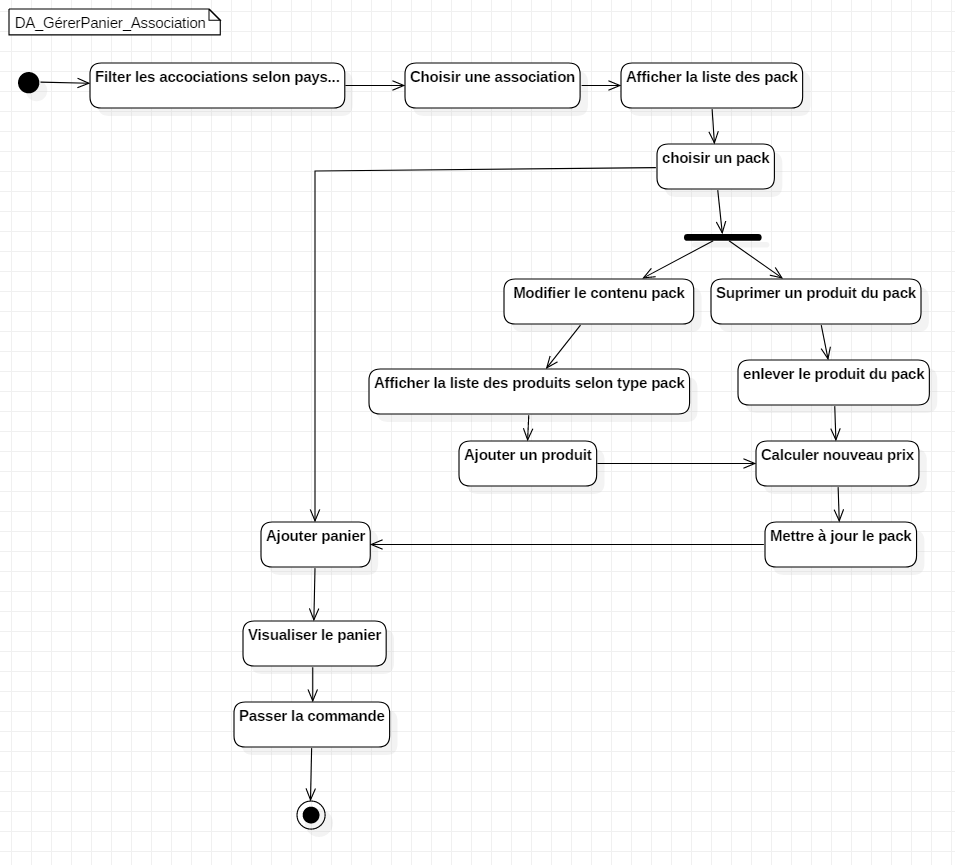 DA_GérerPanier_Association
Filter les accociations selon pays...
Choisir une association
Afficher la liste des pack
choisir un pack
Modifier le contenu pack
Suprimer un produit du pack
Afficher la liste des produits selon type pack
enlever le produit du pack
Ajouter un produit
Calculer nouveau prix
Ajouter panier
Mettre à jour le pack
Visualiser le panier
Passer la commande